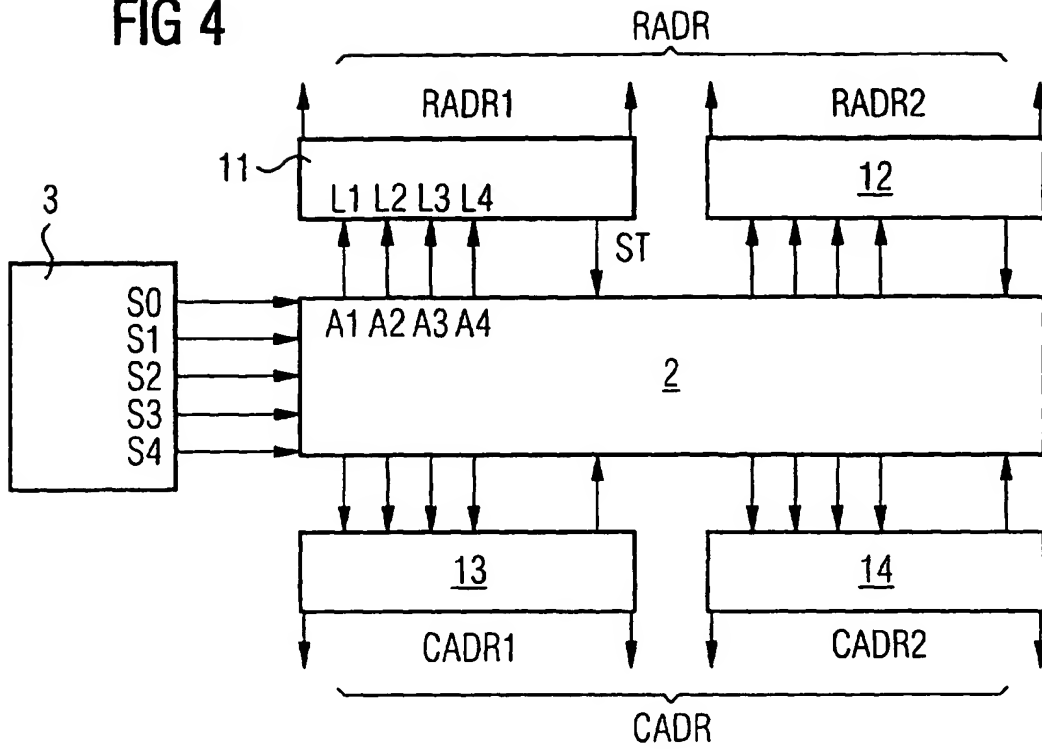 FIG 4
RADR
RADR1 RADR2
11
12
L1 L2 L3 L4
3
ST
S0
S1
S2
S3
S4
A1 A2 A3 A4
2
13
14
CADR1 CADR2
CADR